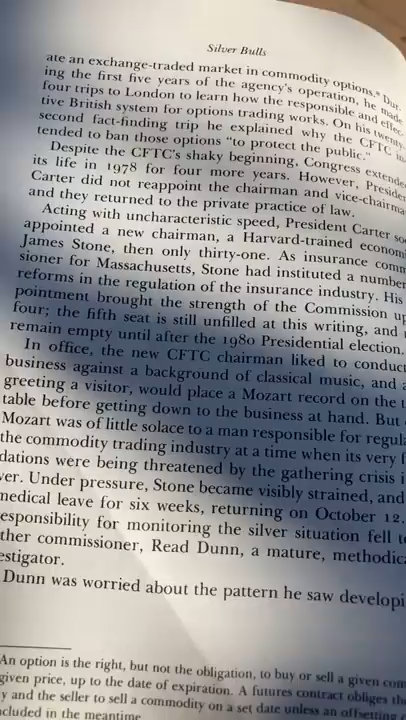 Silver Bulls
ate an exchange-traded market in commodity options.* Dur-
ing the first five years of the agency's operation, he made
four trips to London to learn how the responsible and effec-
tive British system for options trading works. On his twenty-
second fact-finding trip he explained why the CFTC in-
tended to ban those options "to protect the public."
Despite the CFTC's shaky beginning, Congress extende
its life in 1978 for four more years. However, Preside
Carter did not reappoint the chairman and vice-chairma
and they returned to the private practice of law.
Acting with uncharacteristic speed, President Carter soo
appointed a new chairman, a Harvard-trained economi
James Stone, then only thirty-one. As insurance comm
sioner for Massachusetts, Stone had instituted a number
reforms in the regulation of the insurance industry. His
pointment brought the strength of the Commission up
four; the fifth seat is still unfilled at this writing, and
remain empty until after the 1980 Presidential election.
In office, the new CFTC chairman liked to conduct
business against a background of classical music, and a
greeting a visitor, would place a Mozart record on the t
table before getting down to the business at hand. But
Mozart was of little solace to a man responsible for regula
the commodity trading industry at a time when its very f
dations were being threatened by the gathering crisis i
ver. Under pressure, Stone became visibly strained, and
medical leave for six weeks, returning on October 12.
esponsibility for monitoring the silver situation fell to
ther commissioner, Read Dunn, a mature, methodica
estigator.
Dunn was worried about the pattern he saw developi
An option is the right, but not the obligation, to buy or sell a given com
given price, up to the date of expiration. A futures contract obliges the
y and the seller to sell a commodity on a set date unless an offsetting
ncluded in the meantime